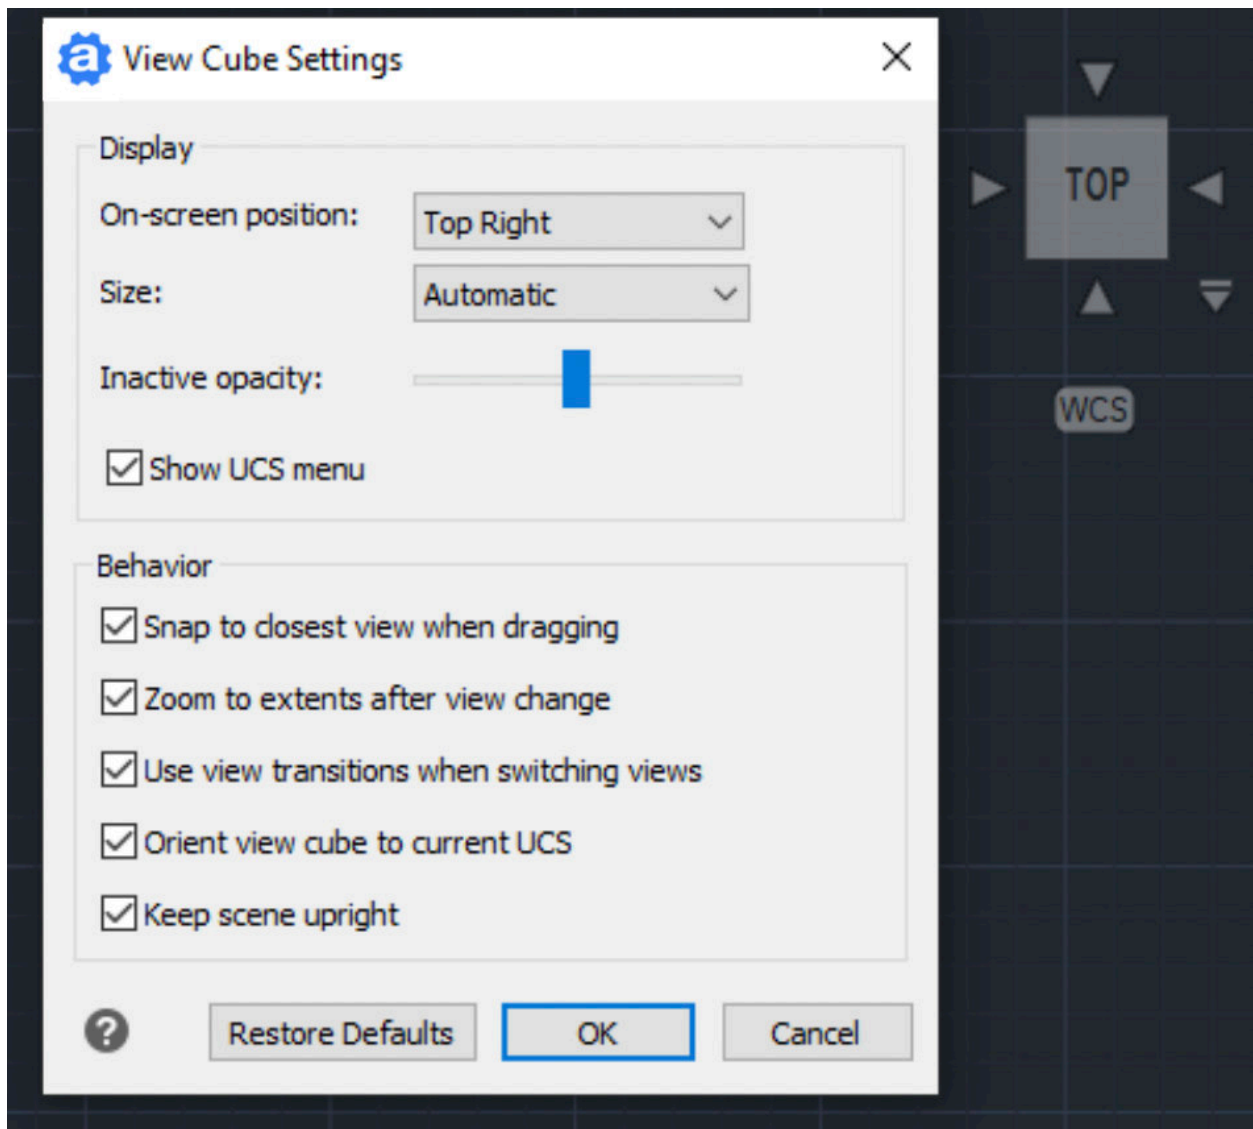 View Cube Settings
Display
On-screen position: Top Right
Size: Automatic
Inactive opacity:
Show UCS menu
Behavior
Snap to closest view when dragging
Zoom to extents after view change
Use view transitions when switching views
Orient view cube to current UCS
Keep scene upright
? Restore Defaults OK Cancel
TOP
WCS